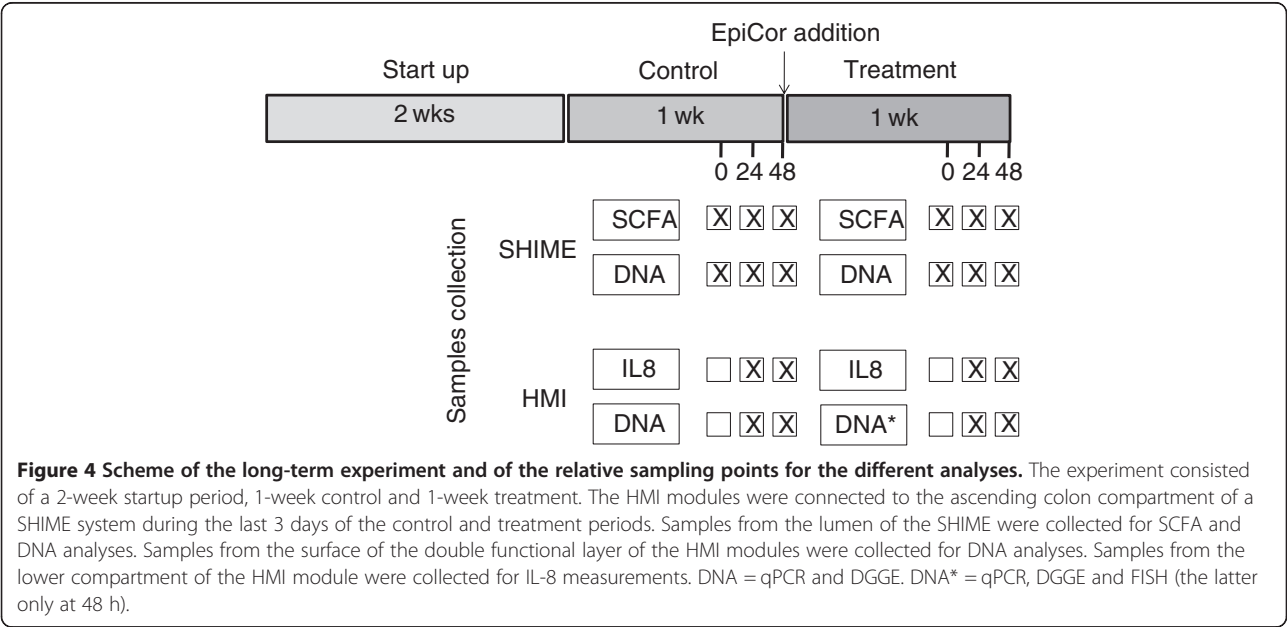 EpiCor addition
Start up Control Treatment
2 wks 1 wk 1 wk
0 24 48 0 24 48
Samples collection
SHIME
SCFA X X X SCFA X X X
DNA X X X DNA X X X
HMI
IL8 X X IL8 X X
DNA X X DNA* X X
Figure 4 Scheme of the long-term experiment and of the relative sampling points for the different analyses. The experiment consisted
of a 2-week startup period, 1-week control and 1-week treatment. The HMI modules were connected to the ascending colon compartment of a
SHIME system during the last 3 days of the control and treatment periods. Samples from the lumen of the SHIME were collected for SCFA and
DNA analyses. Samples from the surface of the double functional layer of the HMI modules were collected for DNA analyses. Samples from the
lower compartment of the HMI module were collected for IL-8 measurements. DNA = qPCR and DGGE. DNA* = qPCR, DGGE and FISH (the latter
only at 48 h).